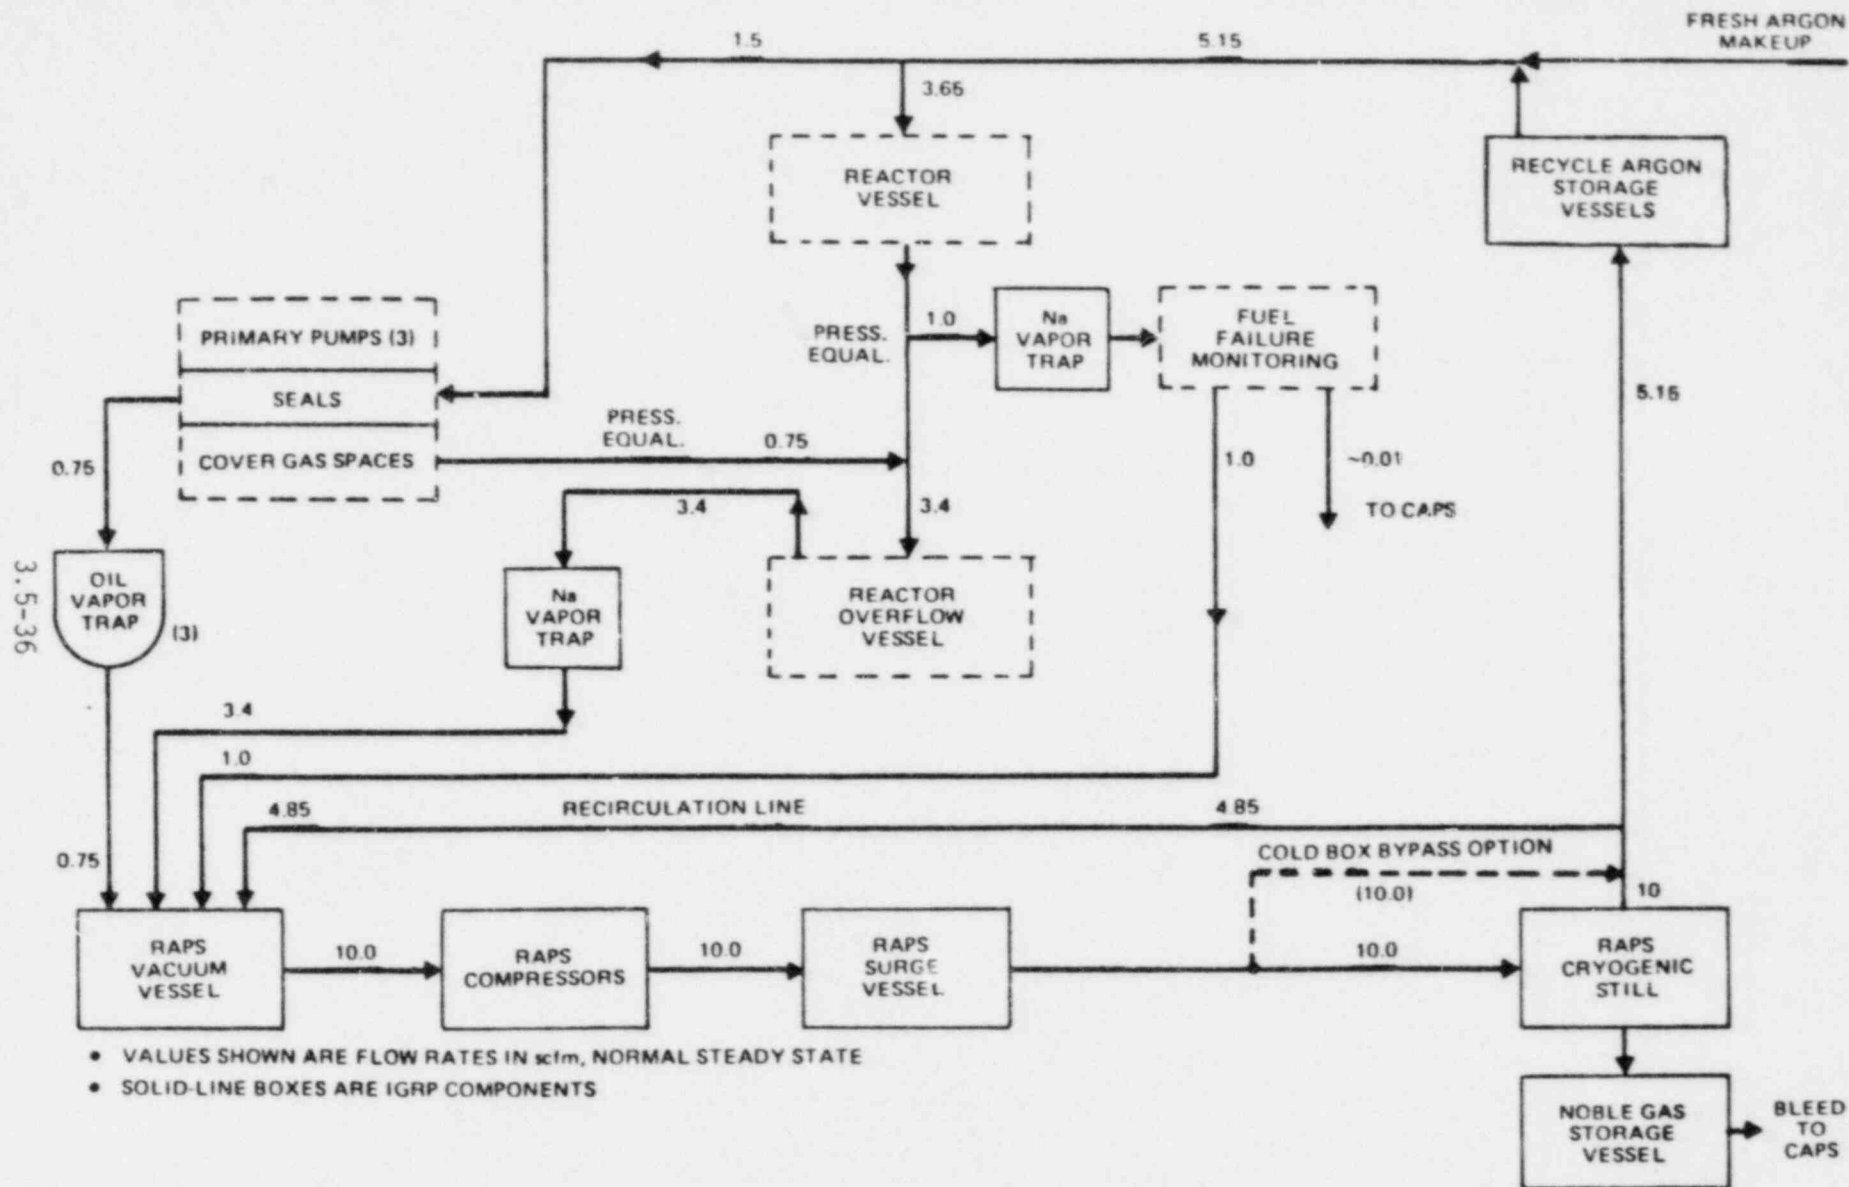 FRESH ARGON
MAKEUP
1.5
5.15
3.65
REACTOR
VESSEL
RECYCLE ARGON
STORAGE
VESSELS
PRIMARY PUMPS (3)
SEALS
COVER GAS SPACES
PRESS.
EQUAL.
1.0
Na
VAPOR
TRAP
FUEL
FAILURE
MONITORING
5.15
PRESS.
EQUAL.
0.75
0.75
1.0
~0.01
TO CAPS
3.4
3.4
OIL
VAPOR
TRAP
(3)
Na
VAPOR
TRAP
REACTOR
OVERFLOW
VESSEL
3.5-36
3.4
1.0
4.85
RECIRCULATION LINE
4.85
COLD BOX BYPASS OPTION
(10.0)
0.75
10
RAPS
VACUUM
VESSEL
10.0
RAPS
COMPRESSORS
10.0
RAPS
SURGE
VESSEL
10.0
RAPS
CRYOGENIC
STILL
• VALUES SHOWN ARE FLOW RATES IN scfm, NORMAL STEADY STATE
• SOLID-LINE BOXES ARE IGRP COMPONENTS
NOBLE GAS
STORAGE
VESSEL
BLEED
TO
CAPS